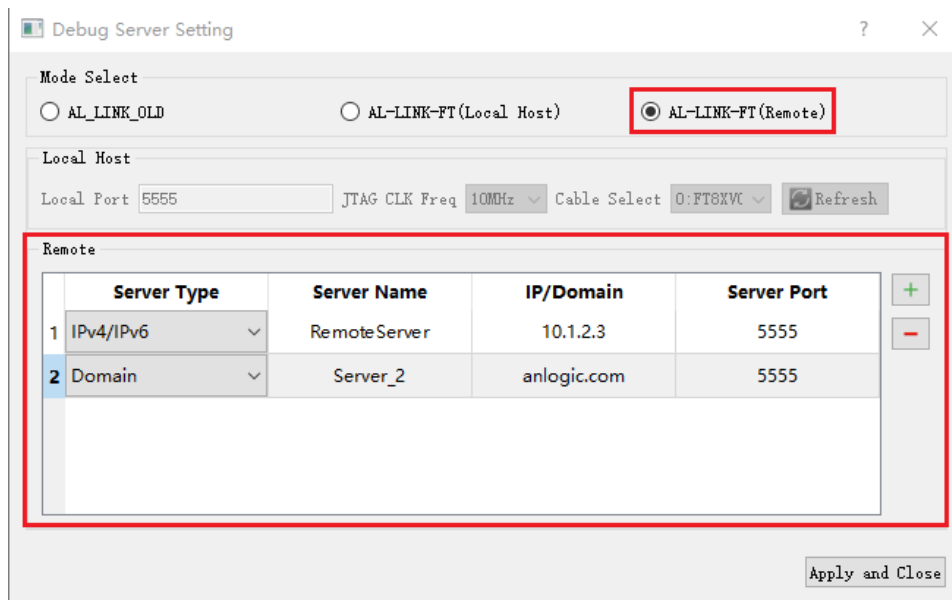 Debug Server Setting ?
Mode Select
AL_LINK_OLD AL-LINK-FT(Local Host) AL-LINK-FT(Remote)
Local Host
Local Port 5555 JTAG CLK Freq 10MHz Cable Select 0:FT8XVC Refresh
Remote
Server Type Server Name IP/Domain Server Port
1 IPv4/IPv6 RemoteServer 10.1.2.3 5555
2 Domain Server_2 anlogic.com 5555
Apply and Close